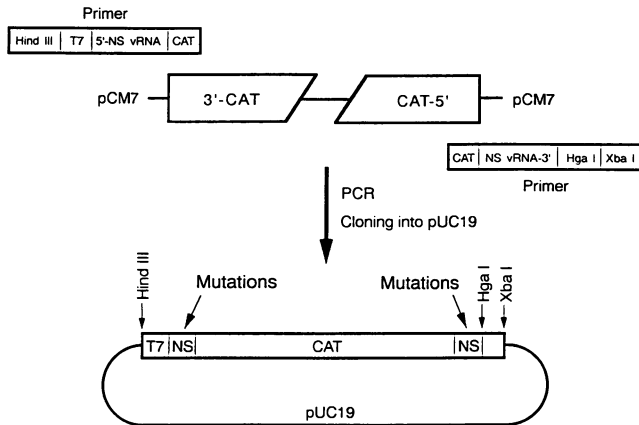 Primer
Hind III | T7 | 5'-NS vRNA | CAT
pCM7
3'-CAT
CAT-5'
pCM7
CAT | NS vRNA-3' | Hga I | Xba I
Primer
PCR
Cloning into pUC19
Hind III
Mutations
Mutations
Hga I
Xba I
T7 | NS | CAT | NS
pUC19